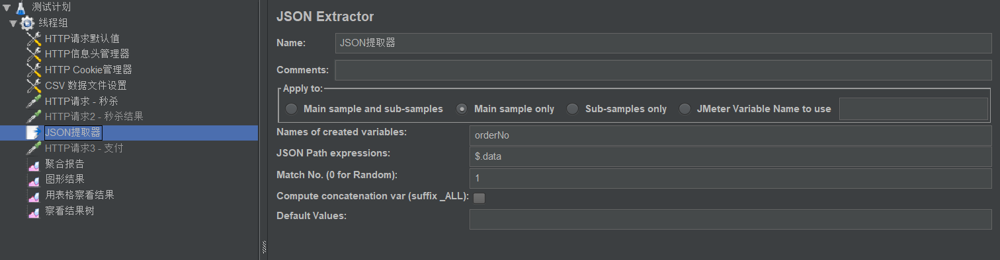 测试计划
线程组
HTTP请求默认值
HTTP信息头管理器
HTTP Cookie管理器
CSV 数据文件设置
HTTP请求 - 秒杀
HTTP请求2 - 秒杀结果
JSON提取器
HTTP请求3 - 支付
聚合报告
图形结果
用表格察看结果
察看结果树
JSON Extractor
Name: JSON提取器
Comments:
Apply to:
Main sample and sub-samples Main sample only Sub-samples only JMeter Variable Name to use
Names of created variables: orderNo
JSON Path expressions: $.data
Match No. (0 for Random): 1
Compute concatenation var (suffix _ALL):
Default Values: